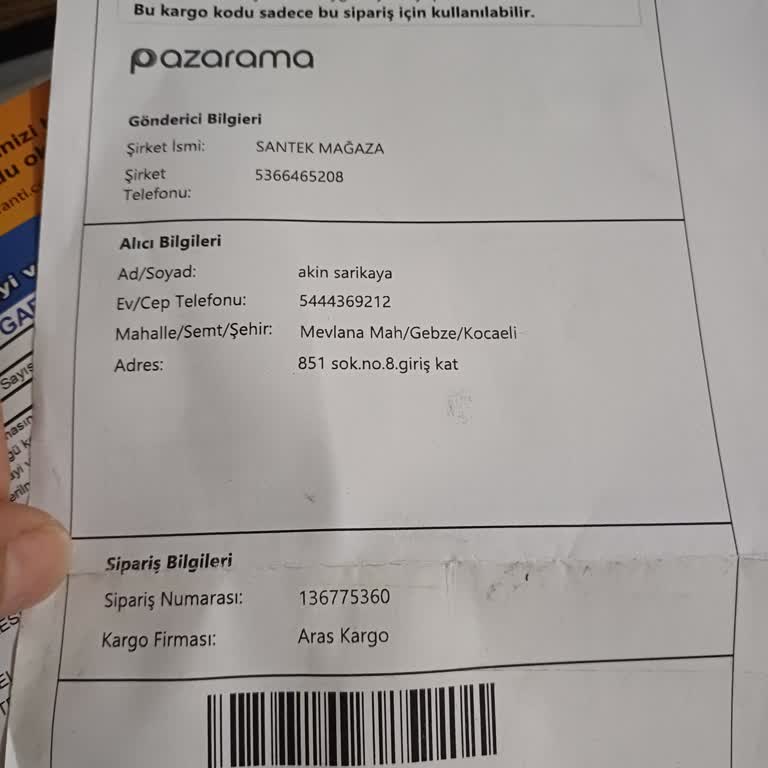 Bu kargo kodu sadece bu sipariş için kullanılabilir.
pazarama
Gönderici Bilgieri
Şirket İsmi: SANTEK MAĞAZA
Şirket Telefonu: 5366465208
Alıcı Bilgileri
Ad/Soyad: akin sarikaya
Ev/Cep Telefonu: 5444369212
Mahalle/Semt/Şehir: Mevlana Mah/Gebze/Kocaeli
Adres: 851 sok.no.8.giriş kat
Sipariş Bilgileri
Sipariş Numarası: 136775360
Kargo Firması: Aras Kargo